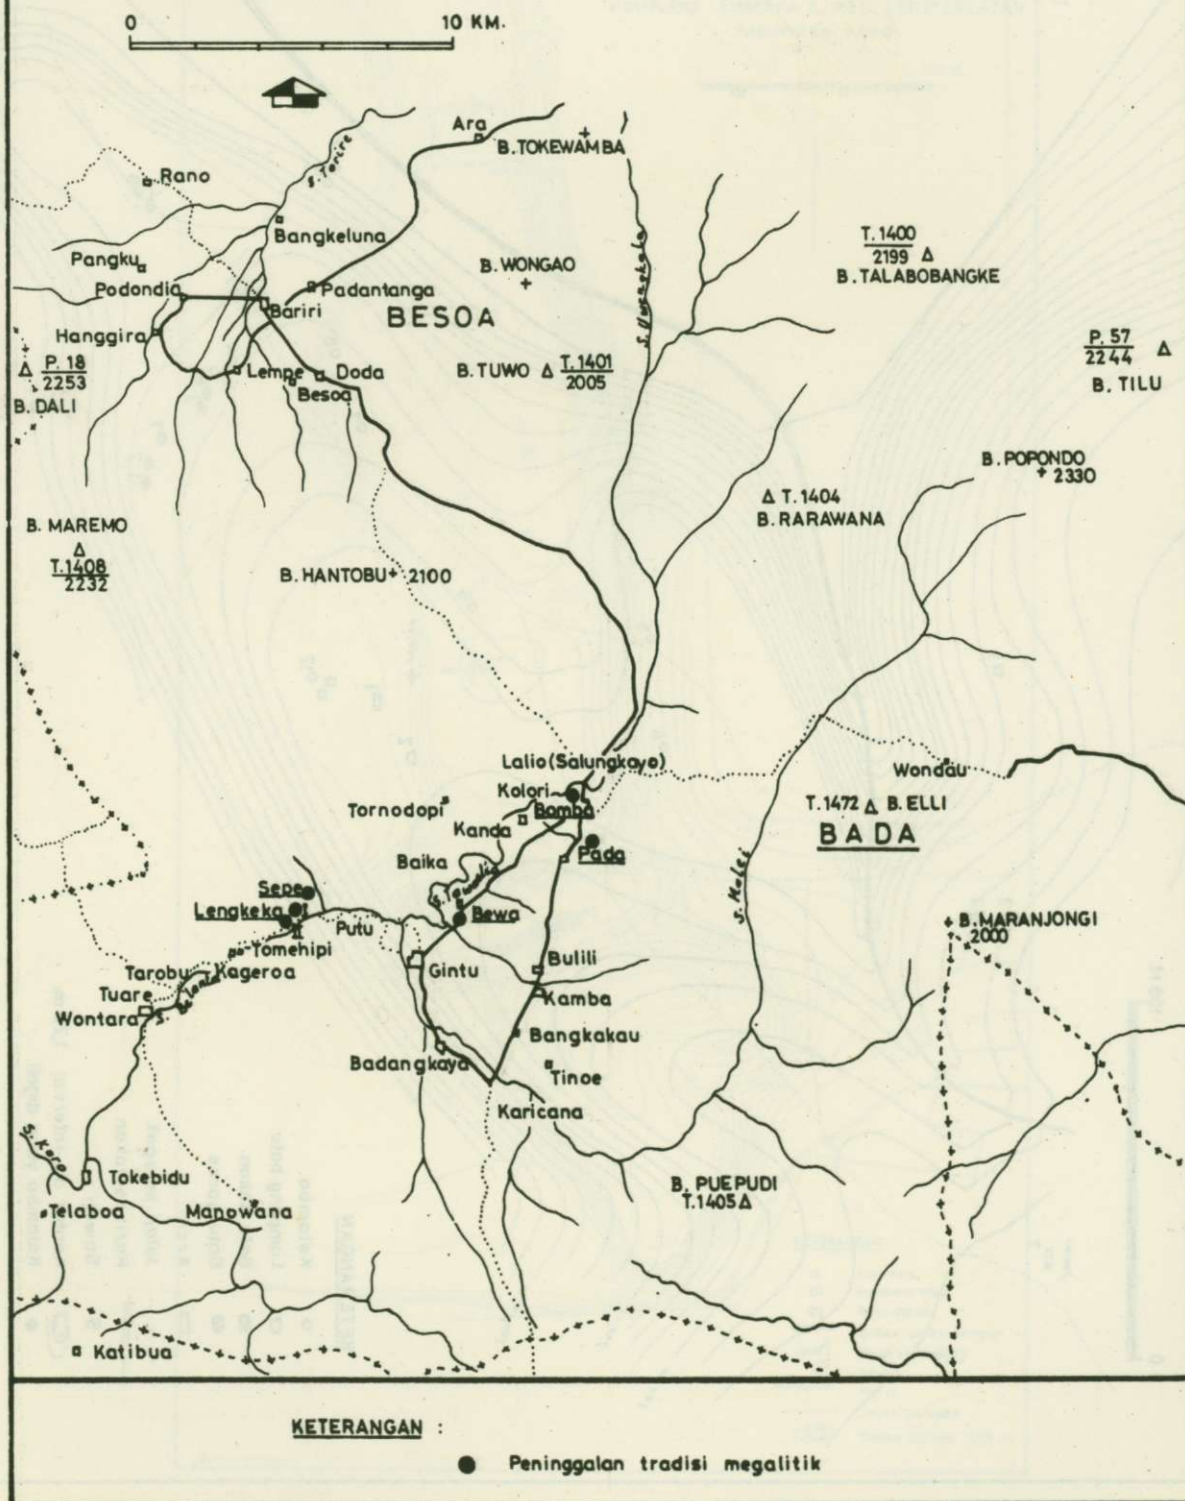 0 10 KM.
Ara
B. TOKEWAMBA
S. Torire
Rano
Bangkeluna
T. 1400
2199
B. TALABOBANGKE
Pangku
B. WONGAO
Podondia
Padantanga
Bariri
BESOA
Hanggira
P. 57
2244
B. TILU
P. 18
2253
B. DALI
Lempe
Besoa
Doda
B. TUWO
T. 1401
2005
B. POPONDO
2330
T. 1404
B. RARAWANA
B. MAREMO
T. 1408
2232
B. HANTOBU 2100
Lalio (Salungkayo)
Wondau
Kolori
Bomba
Tornodopi
Kanda
T. 1472 B. ELLI
BADA
Baika
Pada
S. Malei
Sepe
Lengkeka
Bewa
Putu
B. MARANJONGI
2000
Tomehipi
Gintu
Bulili
Tarobu
Kageroa
Tuare
Kamba
Wontara
Bangkakau
Badangkaya
Tinoe
Karicana
S. Koro
Tokebidu
B. PUEPUDI
T. 1405
Telaboa
Manowana
Katibua
KETERANGAN :
Peninggalan tradisi megalitik